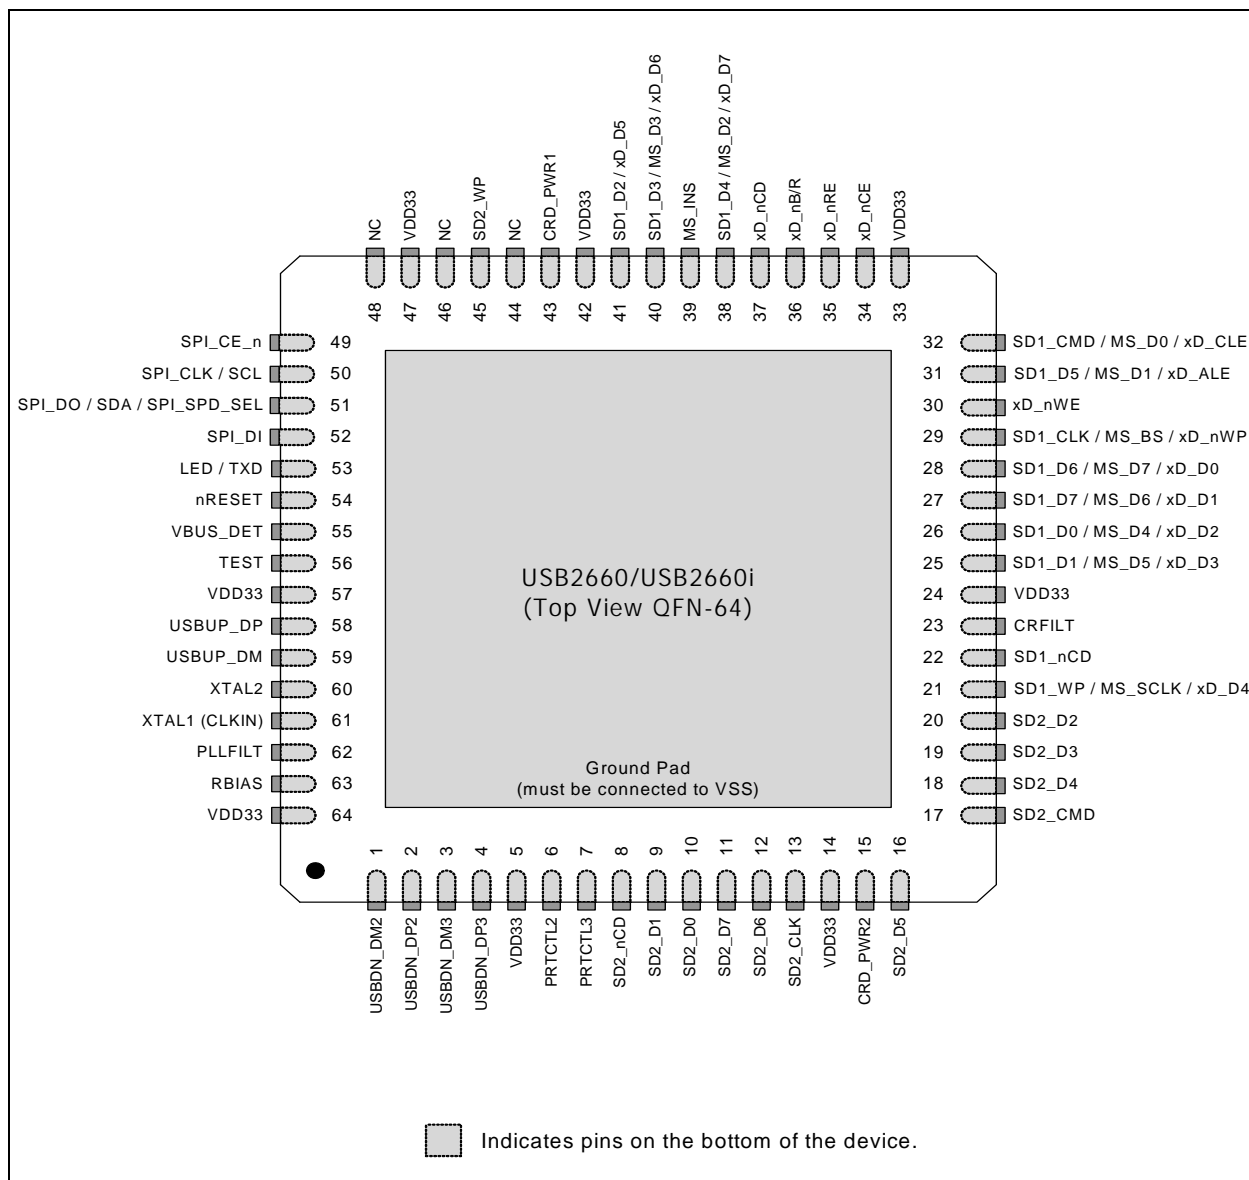 NC
VDD33
NC
SD2_WP
NC
CRD_PWR1
VDD33
SD1_D2 / xD_D5
SD1_D3 / MS_D3 / xD_D6
MS_INS
SD1_D4 / MS_D2 / xD_D7
xD_nCD
xD_nB/R
xD_nRE
xD_nCE
VDD33
48
47
46
45
44
43
42
41
40
39
38
37
36
35
34
33
SPI_CE_n 49
SPI_CLK / SCL 50
SPI_DO / SDA / SPI_SPD_SEL 51
SPI_DI 52
LED / TXD 53
nRESET 54
VBUS_DET 55
TEST 56
VDD33 57
USBUP_DP 58
USBUP_DM 59
XTAL2 60
XTAL1 (CLKIN) 61
PLLFILT 62
RBIAS 63
VDD33 64
USB2660/USB2660i
(Top View QFN-64)
Ground Pad
(must be connected to VSS)
32 SD1_CMD / MS_D0 / xD_CLE
31 SD1_D5 / MS_D1 / xD_ALE
30 xD_nWE
29 SD1_CLK / MS_BS / xD_nWP
28 SD1_D6 / MS_D7 / xD_D0
27 SD1_D7 / MS_D6 / xD_D1
26 SD1_D0 / MS_D4 / xD_D2
25 SD1_D1 / MS_D5 / xD_D3
24 VDD33
23 CRFILT
22 SD1_nCD
21 SD1_WP / MS_SCLK / xD_D4
20 SD2_D2
19 SD2_D3
18 SD2_D4
17 SD2_CMD
1
2
3
4
5
6
7
8
9
10
11
12
13
14
15
16
USBDN_DM2
USBDN_DP2
USBDN_DM3
USBDN_DP3
VDD33
PRTCTL2
PRTCTL3
SD2_nCD
SD2_D1
SD2_D0
SD2_D7
SD2_D6
SD2_CLK
VDD33
CRD_PWR2
SD2_D5
Indicates pins on the bottom of the device.